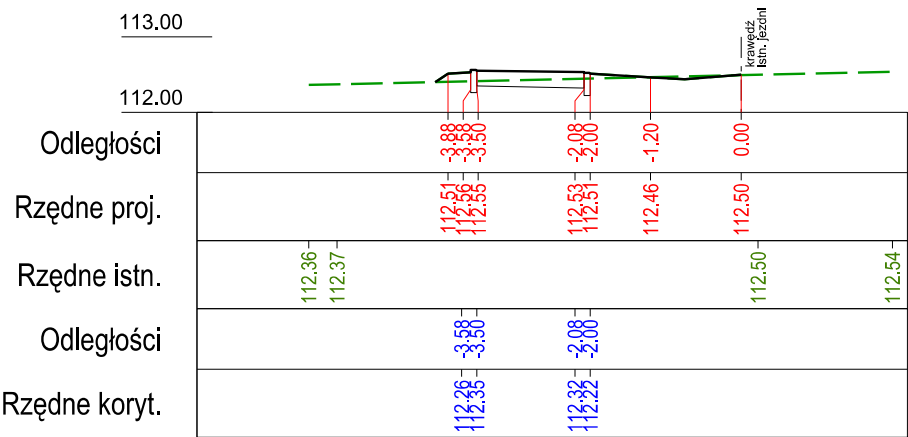 113.00
krawędź
istn. jezdni
112.00
Odległości
-3.88 -3.58 -3.50 -2.08 -2.00 -1.20 0.00
Rzędne proj.
112.51 112.56 112.55 112.53 112.51 112.46 112.50
Rzędne istn.
112.36 112.37 112.50 112.54
Odległości
-3.58 -3.50 -2.08 -2.00
Rzędne koryt.
112.26 112.35 112.32 112.22